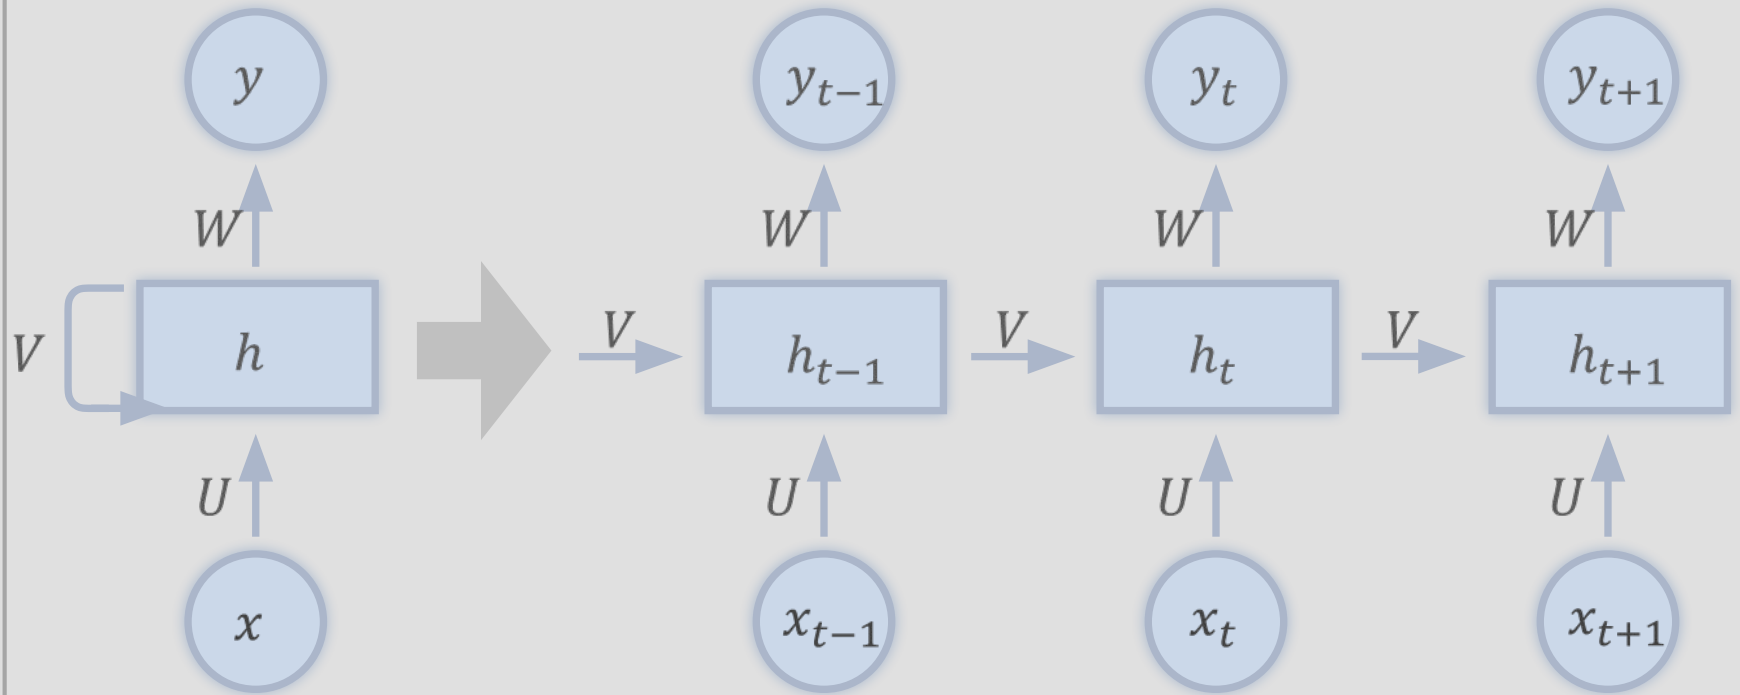 y y_{t−1} y_t y_{t+1}
W W W W
V h V h_{t−1} V h_t V h_{t+1}
U U U U
x x_{t−1} x_t x_{t+1}